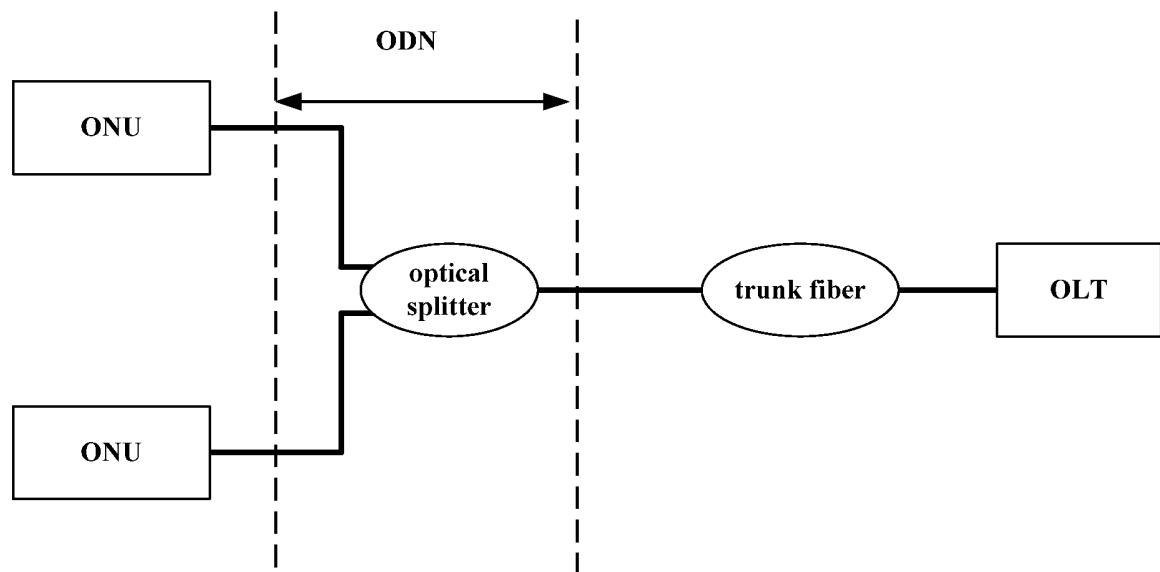 ODN
ONU
optical
splitter
trunk fiber
OLT
ONU